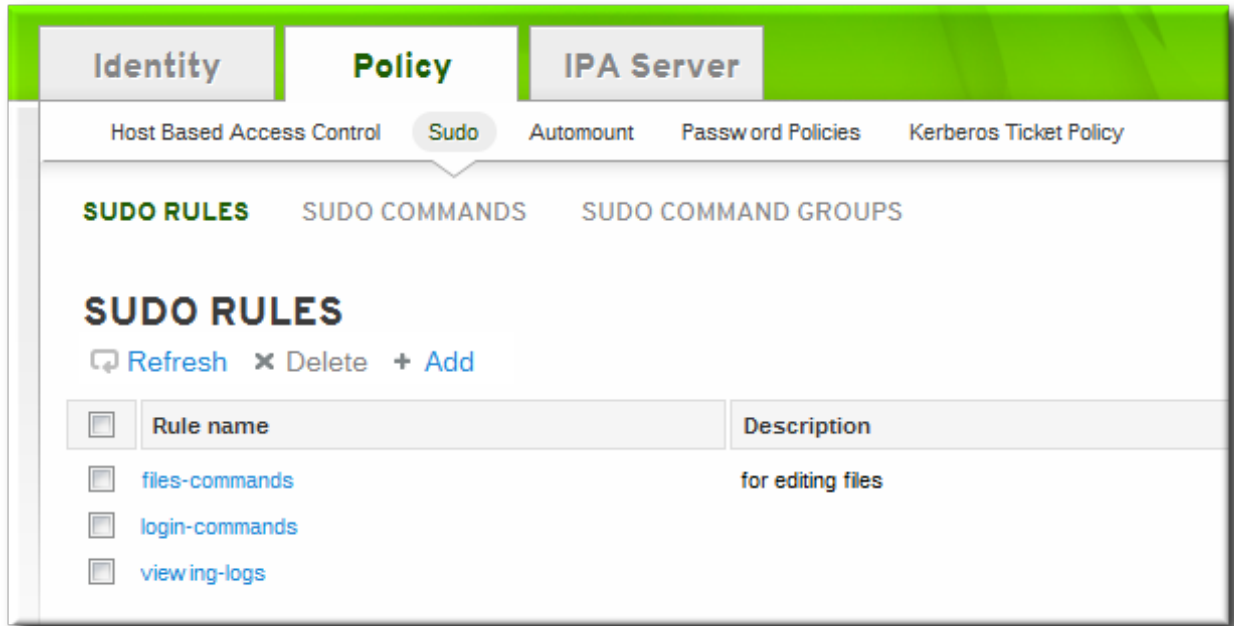 Identity Policy IPA Server
Host Based Access Control Sudo Automount Password Policies Kerberos Ticket Policy
SUDO RULES SUDO COMMANDS SUDO COMMAND GROUPS
SUDO RULES
Refresh Delete Add
Rule name Description
files-commands for editing files
login-commands
viewing-logs